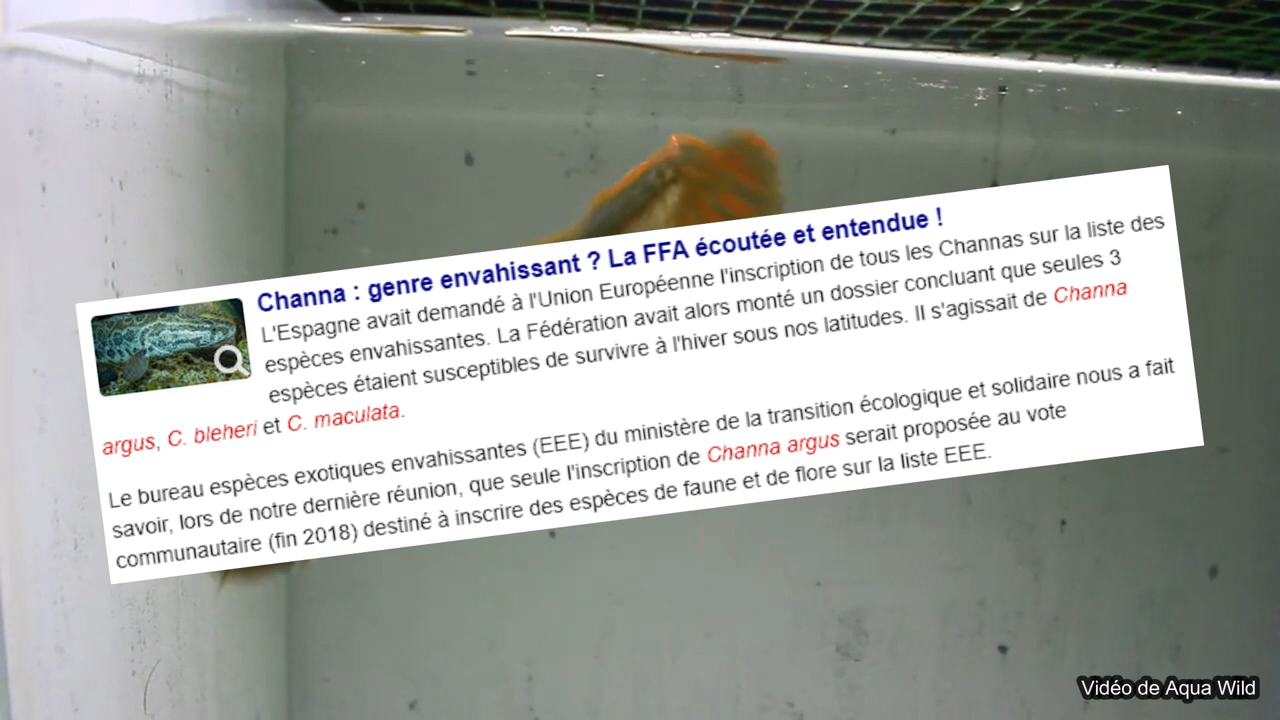 Channa : genre envahissant ? La FFA écoutée et entendue !
L'Espagne avait demandé à l'Union Européenne l'inscription de tous les Channas sur la liste des
espèces envahissantes. La Fédération avait alors monté un dossier concluant que seules 3
espèces étaient susceptibles de survivre à l'hiver sous nos latitudes. Il s'agissait de Channa
argus, C. bleheri et C. maculata.
Le bureau espèces exotiques envahissantes (EEE) du ministère de la transition écologique et solidaire nous a fait
savoir, lors de notre dernière réunion, que seule l'inscription de Channa argus serait proposée au vote
communautaire (fin 2018) destiné à inscrire des espèces de faune et de flore sur la liste EEE.
Vidéo de Aqua Wild